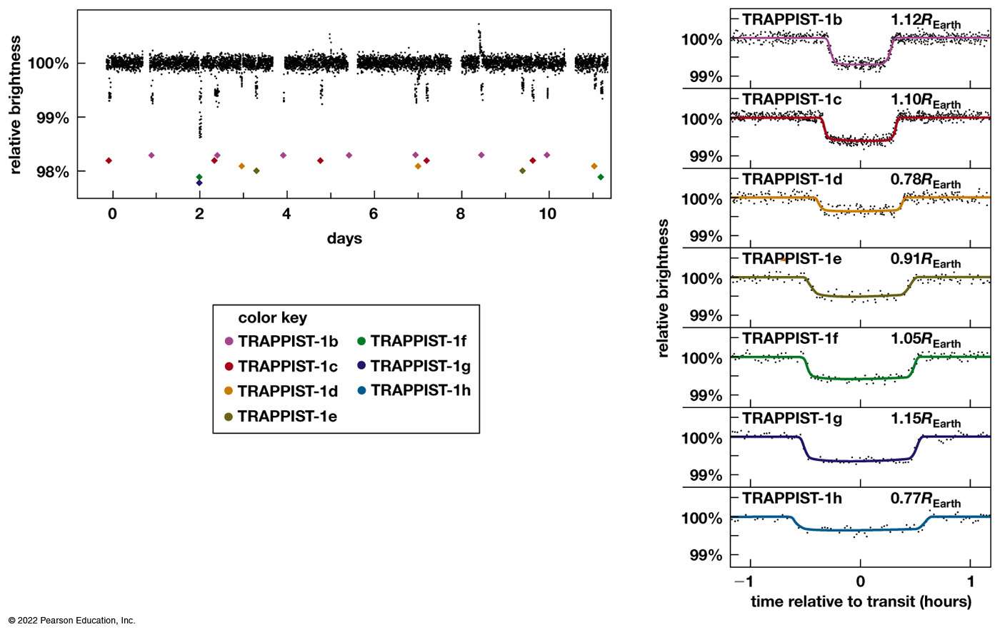 relative brightness
100%
99%
98%
0 2 4 6 8 10
days
color key
TRAPPIST-1b
TRAPPIST-1c
TRAPPIST-1d
TRAPPIST-1e
TRAPPIST-1f
TRAPPIST-1g
TRAPPIST-1h
relative brightness
TRAPPIST-1b 1.12REarth
100%
99%
TRAPPIST-1c 1.10REarth
100%
99%
TRAPPIST-1d 0.78REarth
100%
99%
TRAPPIST-1e 0.91REarth
100%
99%
TRAPPIST-1f 1.05REarth
100%
99%
TRAPPIST-1g 1.15REarth
100%
99%
TRAPPIST-1h 0.77REarth
100%
99%
−1 0 1
time relative to transit (hours)
© 2022 Pearson Education, Inc.